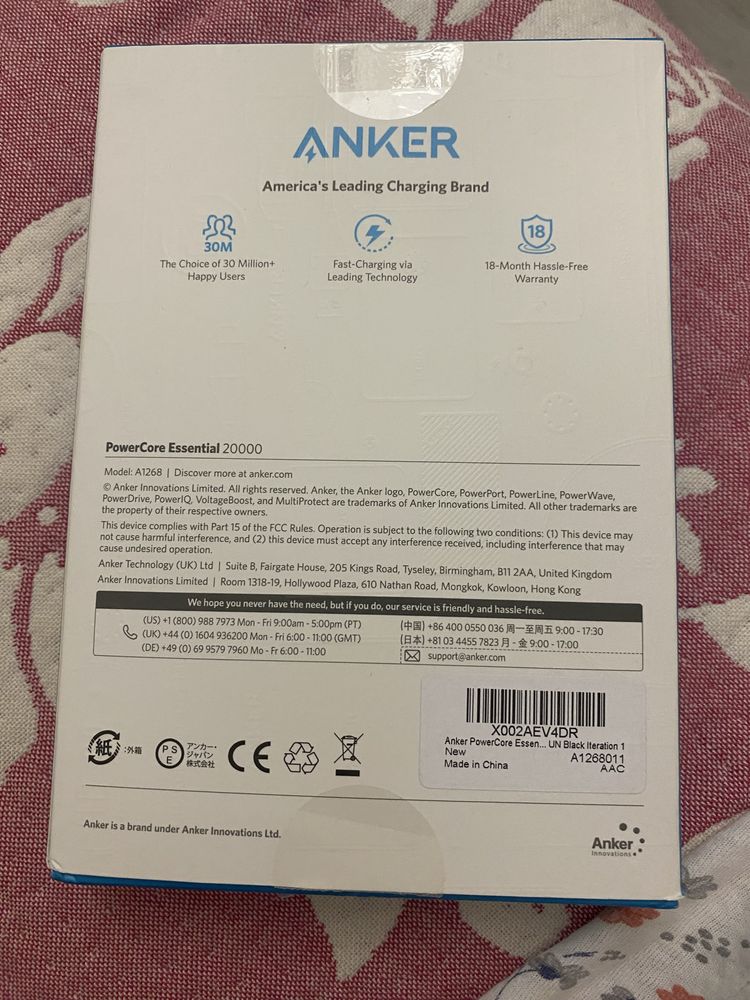 ANKER
America's Leading Charging Brand
30M
The Choice of 30 Million+
Happy Users
Fast-Charging via
Leading Technology
18
18-Month Hassle-Free
Warranty
PowerCore Essential 20000
Model: A1268 | Discover more at anker.com
© Anker Innovations Limited. All rights reserved. Anker, the Anker logo, PowerCore, PowerPort, PowerLine, PowerWave,
PowerDrive, PowerIQ, VoltageBoost, and MultiProtect are trademarks of Anker Innovations Limited. All other trademarks are
the property of their respective owners.
This device complies with Part 15 of the FCC Rules. Operation is subject to the following two conditions: (1) This device may
not cause harmful interference, and (2) this device must accept any interference received, including interference that may
cause undesired operation.
Anker Technology (UK) Ltd | Suite B, Fairgate House, 205 Kings Road, Tyseley, Birmingham, B11 2AA, United Kingdom
Anker Innovations Limited | Room 1318-19, Hollywood Plaza, 610 Nathan Road, Mongkok, Kowloon, Hong Kong
We hope you never have the need, but if you do, our service is friendly and hassle-free.
(US) +1 (800) 988 7973 Mon - Fri 9:00am - 5:00pm (PT)
(UK) +44 (0) 1604 936200 Mon - Fri 6:00 - 11:00 (GMT)
(DE) +49 (0) 69 9579 7960 Mo - Fr 6:00 - 11:00
(中国) +86 400 0550 036 周一至周五 9:00 - 17:30
(日本) +81 03 4455 7823 月 - 金 9:00 - 17:00
support@anker.com
X002AEV4DR
Anker PowerCore Essen... UN Black Iteration 1
New
A1268011
Made in China
AAC
紙 :外箱
PSE
アンカー・
ジャパン
株式会社
CE
Anker is a brand under Anker Innovations Ltd.
Anker
Innovations